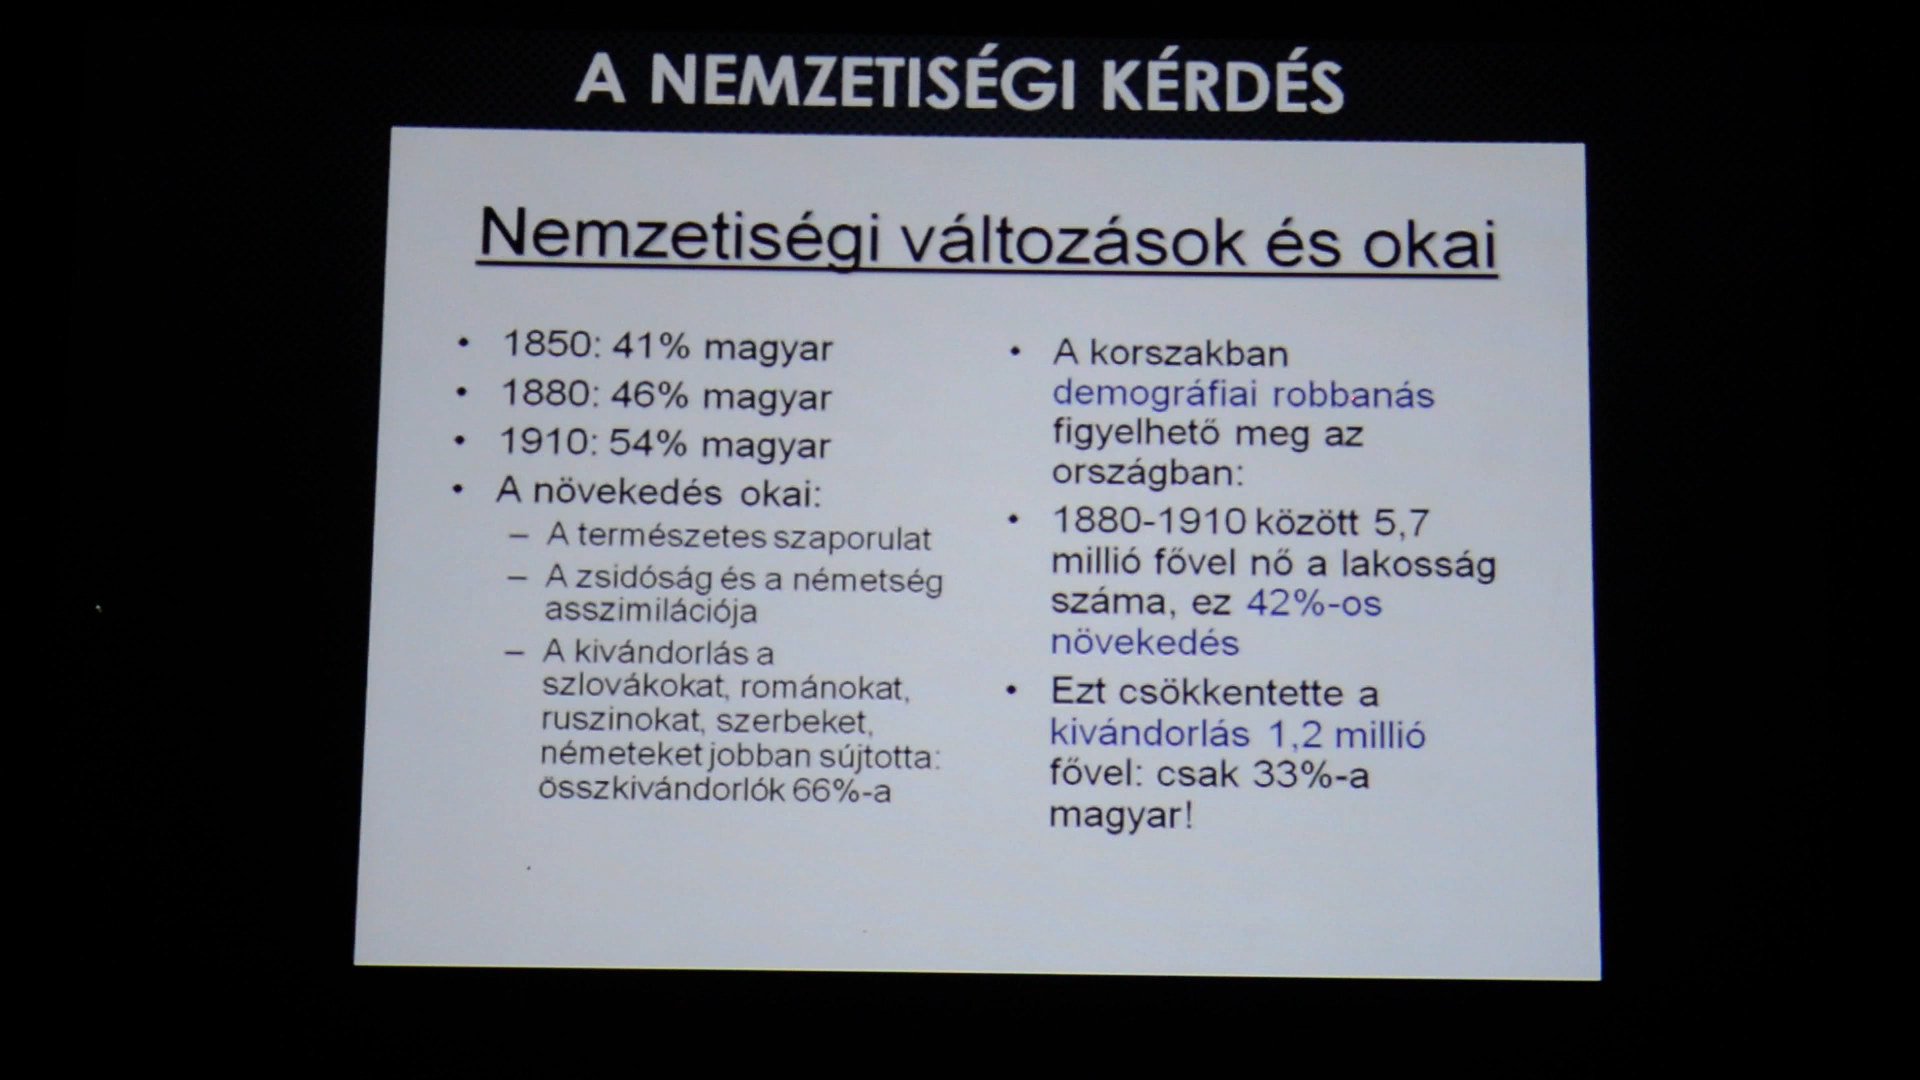 A NEMZETISÉGI KÉRDÉS
Nemzetiségi változások és okai
• 1850: 41% magyar
• 1880: 46% magyar
• 1910: 54% magyar
• A növekedés okai:
– A természetes szaporulat
– A zsidóság és a németség
asszimilációja
– A kivándorlás a
szlovákokat, románokat,
ruszinokat, szerbeket,
németeket jobban sújtotta:
összkivándorlók 66%-a
• A korszakban
demográfiai robbanás
figyelhető meg az
országban:
• 1880-1910 között 5,7
millió fővel nő a lakosság
száma, ez 42%-os
növekedés
• Ezt csökkentette a
kivándorlás 1,2 millió
fővel: csak 33%-a
magyar!